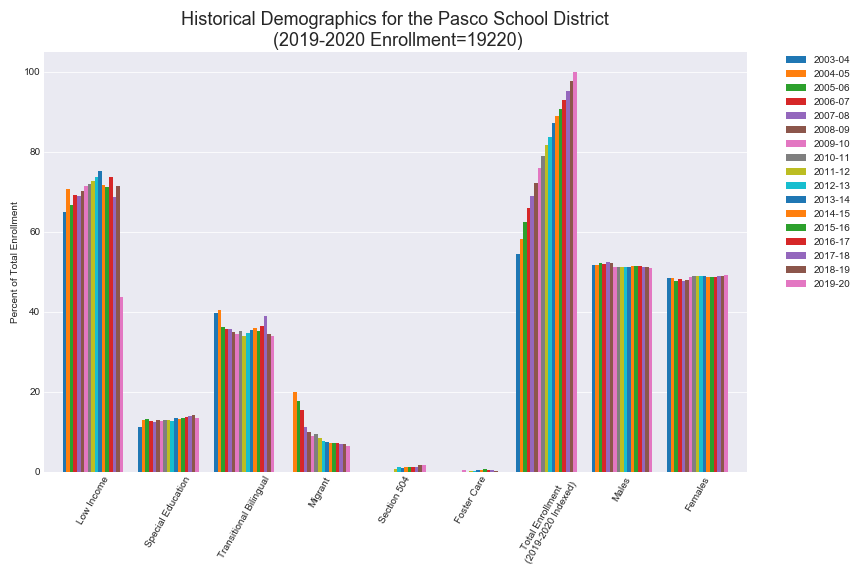 Historical Demographics for the Pasco School District
(2019-2020 Enrollment=19220)
Percent of Total Enrollment
100
80
60
40
20
0
Low Income
Special Education
Transitional Bilingual
Migrant
Section 504
Foster Care
Total Enrollment
(2019-2020 Indexed)
Males
Females
2003-04
2004-05
2005-06
2006-07
2007-08
2008-09
2009-10
2010-11
2011-12
2012-13
2013-14
2014-15
2015-16
2016-17
2017-18
2018-19
2019-20